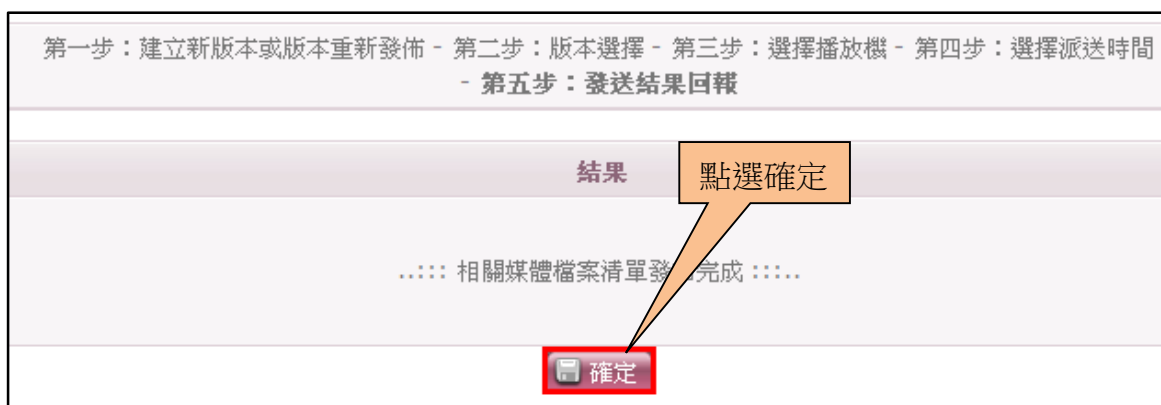 第一步：建立新版本或版本重新發佈 - 第二步：版本選擇 - 第三步：選擇播放機 - 第四步：選擇派送時間
- 第五步：發送結果回報
結果
點選確定
..::: 相關媒體檔案清單發 完成 :::..
確定